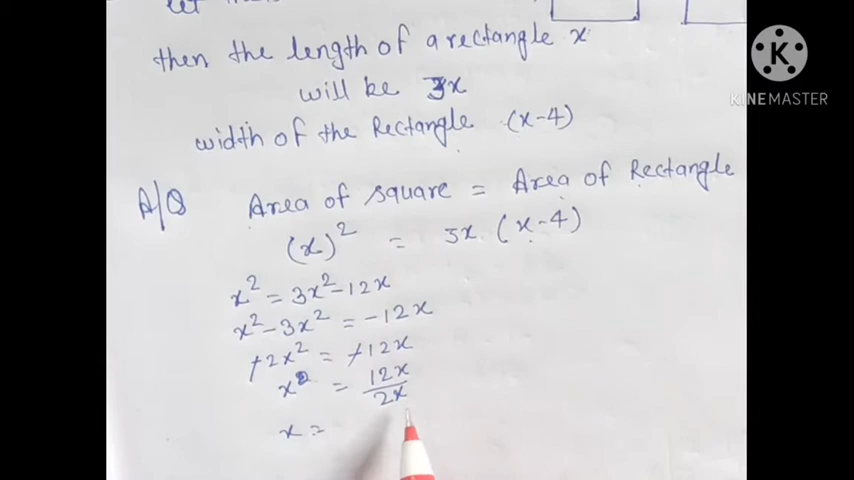 let
then the length of a rectangle x
will be 3x
width of the Rectangle (x-4)
A/Q Area of square = Area of Rectangle
(x)² = 3x (x-4)
x² = 3x²-12x
x²-3x² = -12x
-2x² = -12x
x = 12x/2x
x =
KINEMASTER